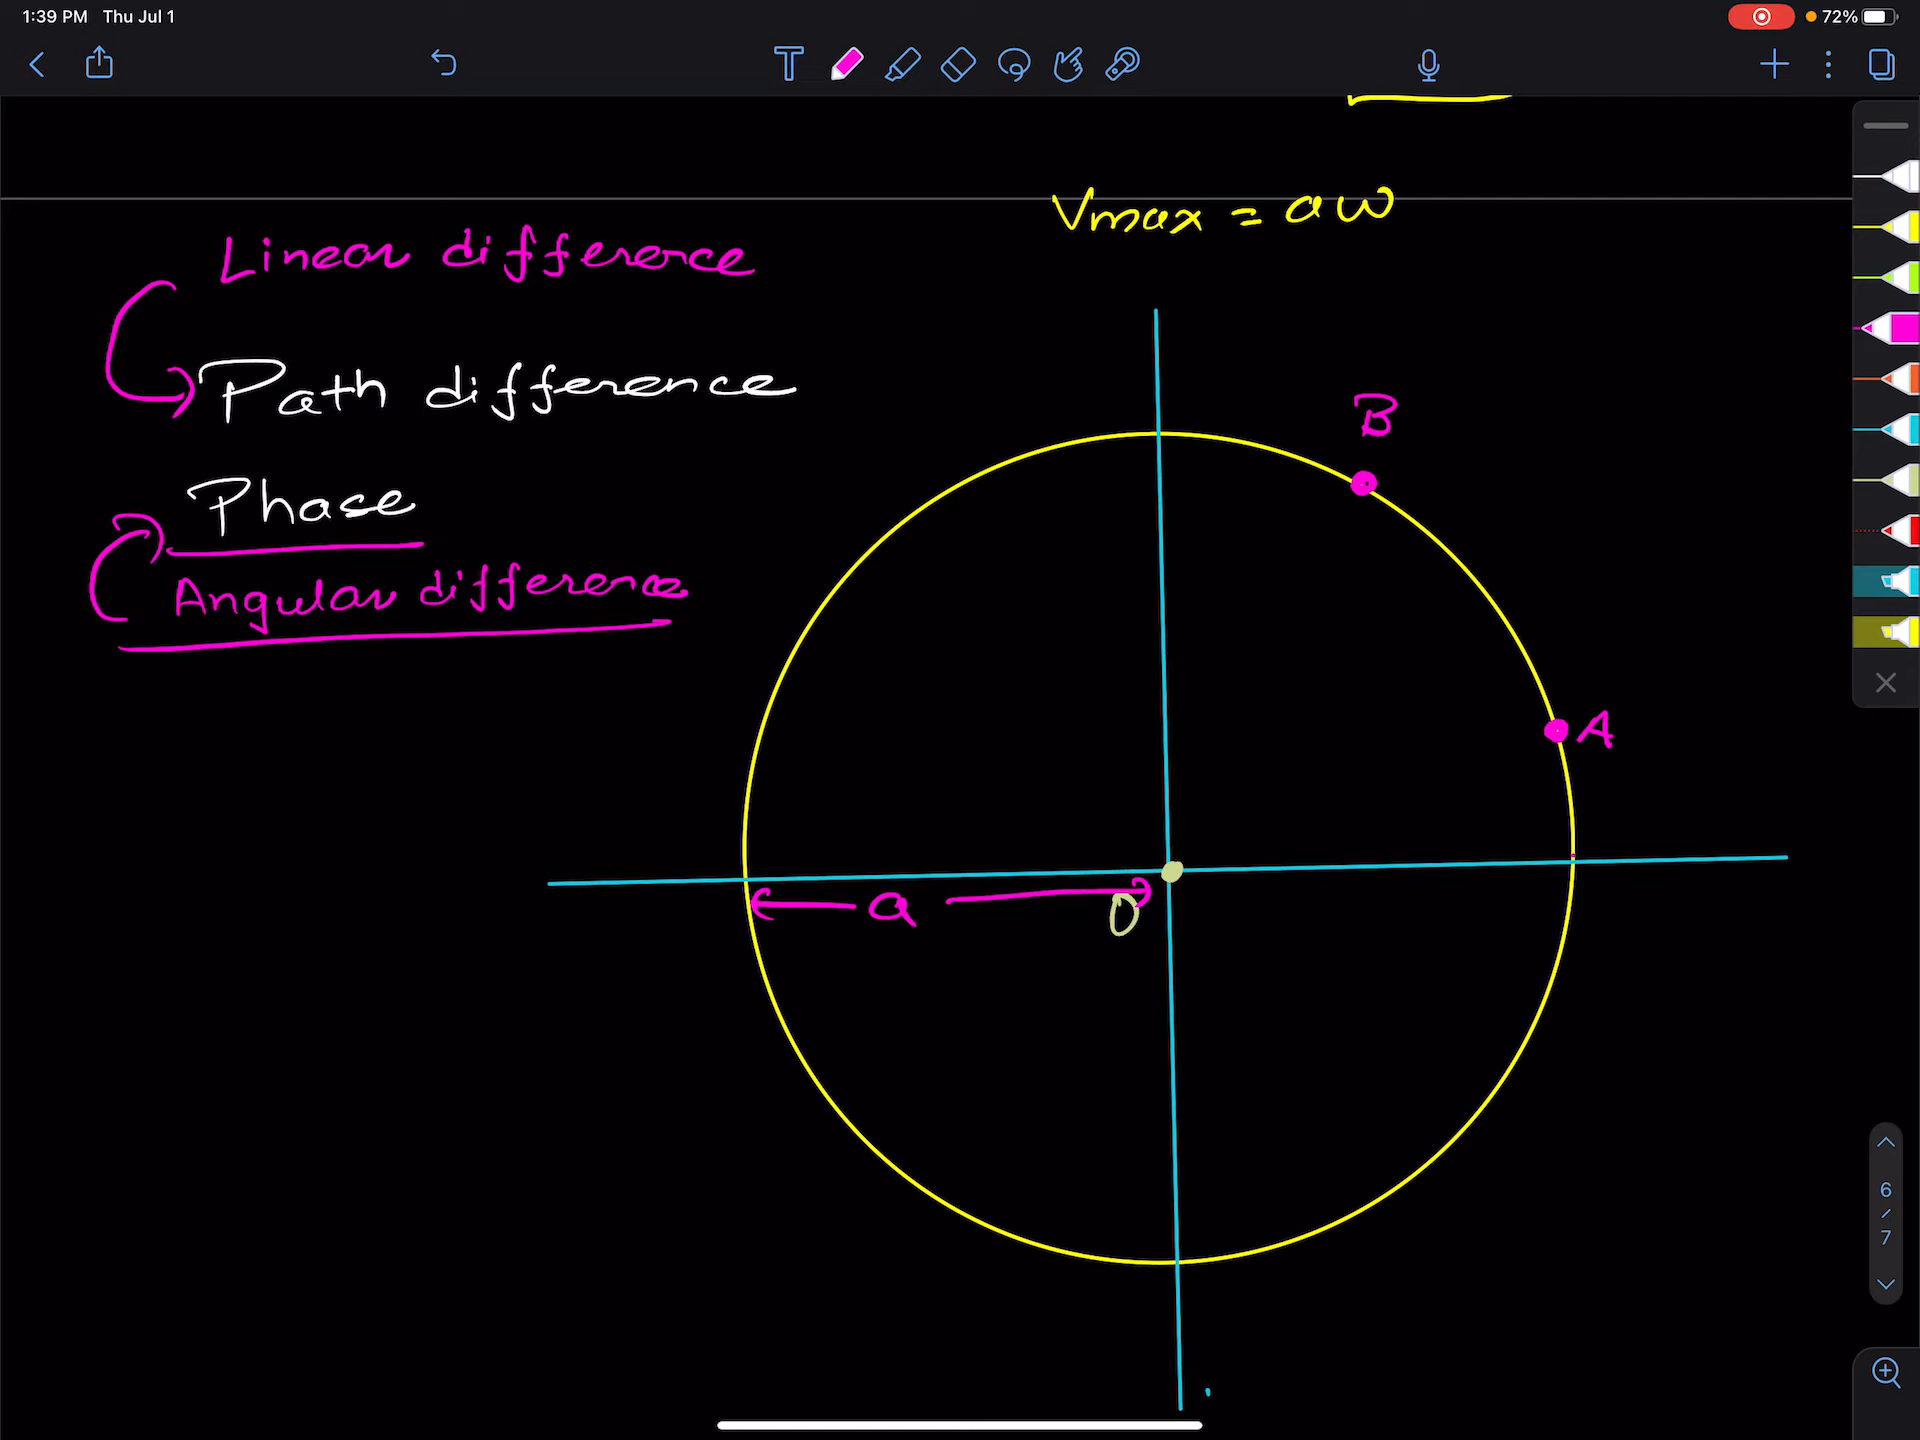 1:39 PM Thu Jul 1
72%
T
Vmax = aω
Linear difference
Path difference
B
Phase
Angular difference
A
a
O
6
/
7